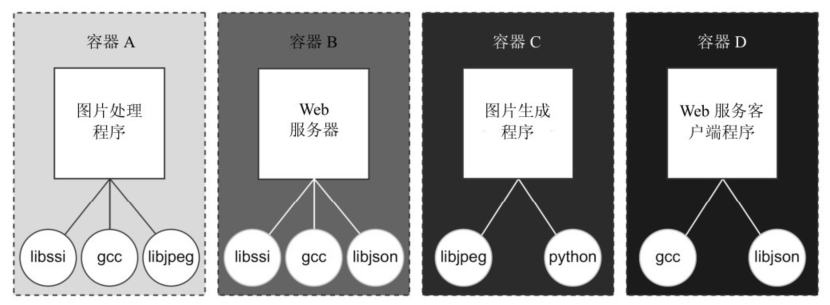 容器 A
图片处理
程序
libssi
gcc
libjpeg
容器 B
Web
服务器
libssi
gcc
libjson
容器 C
图片生成
程序
libjpeg
python
容器 D
Web 服务客
户端程序
gcc
libjson